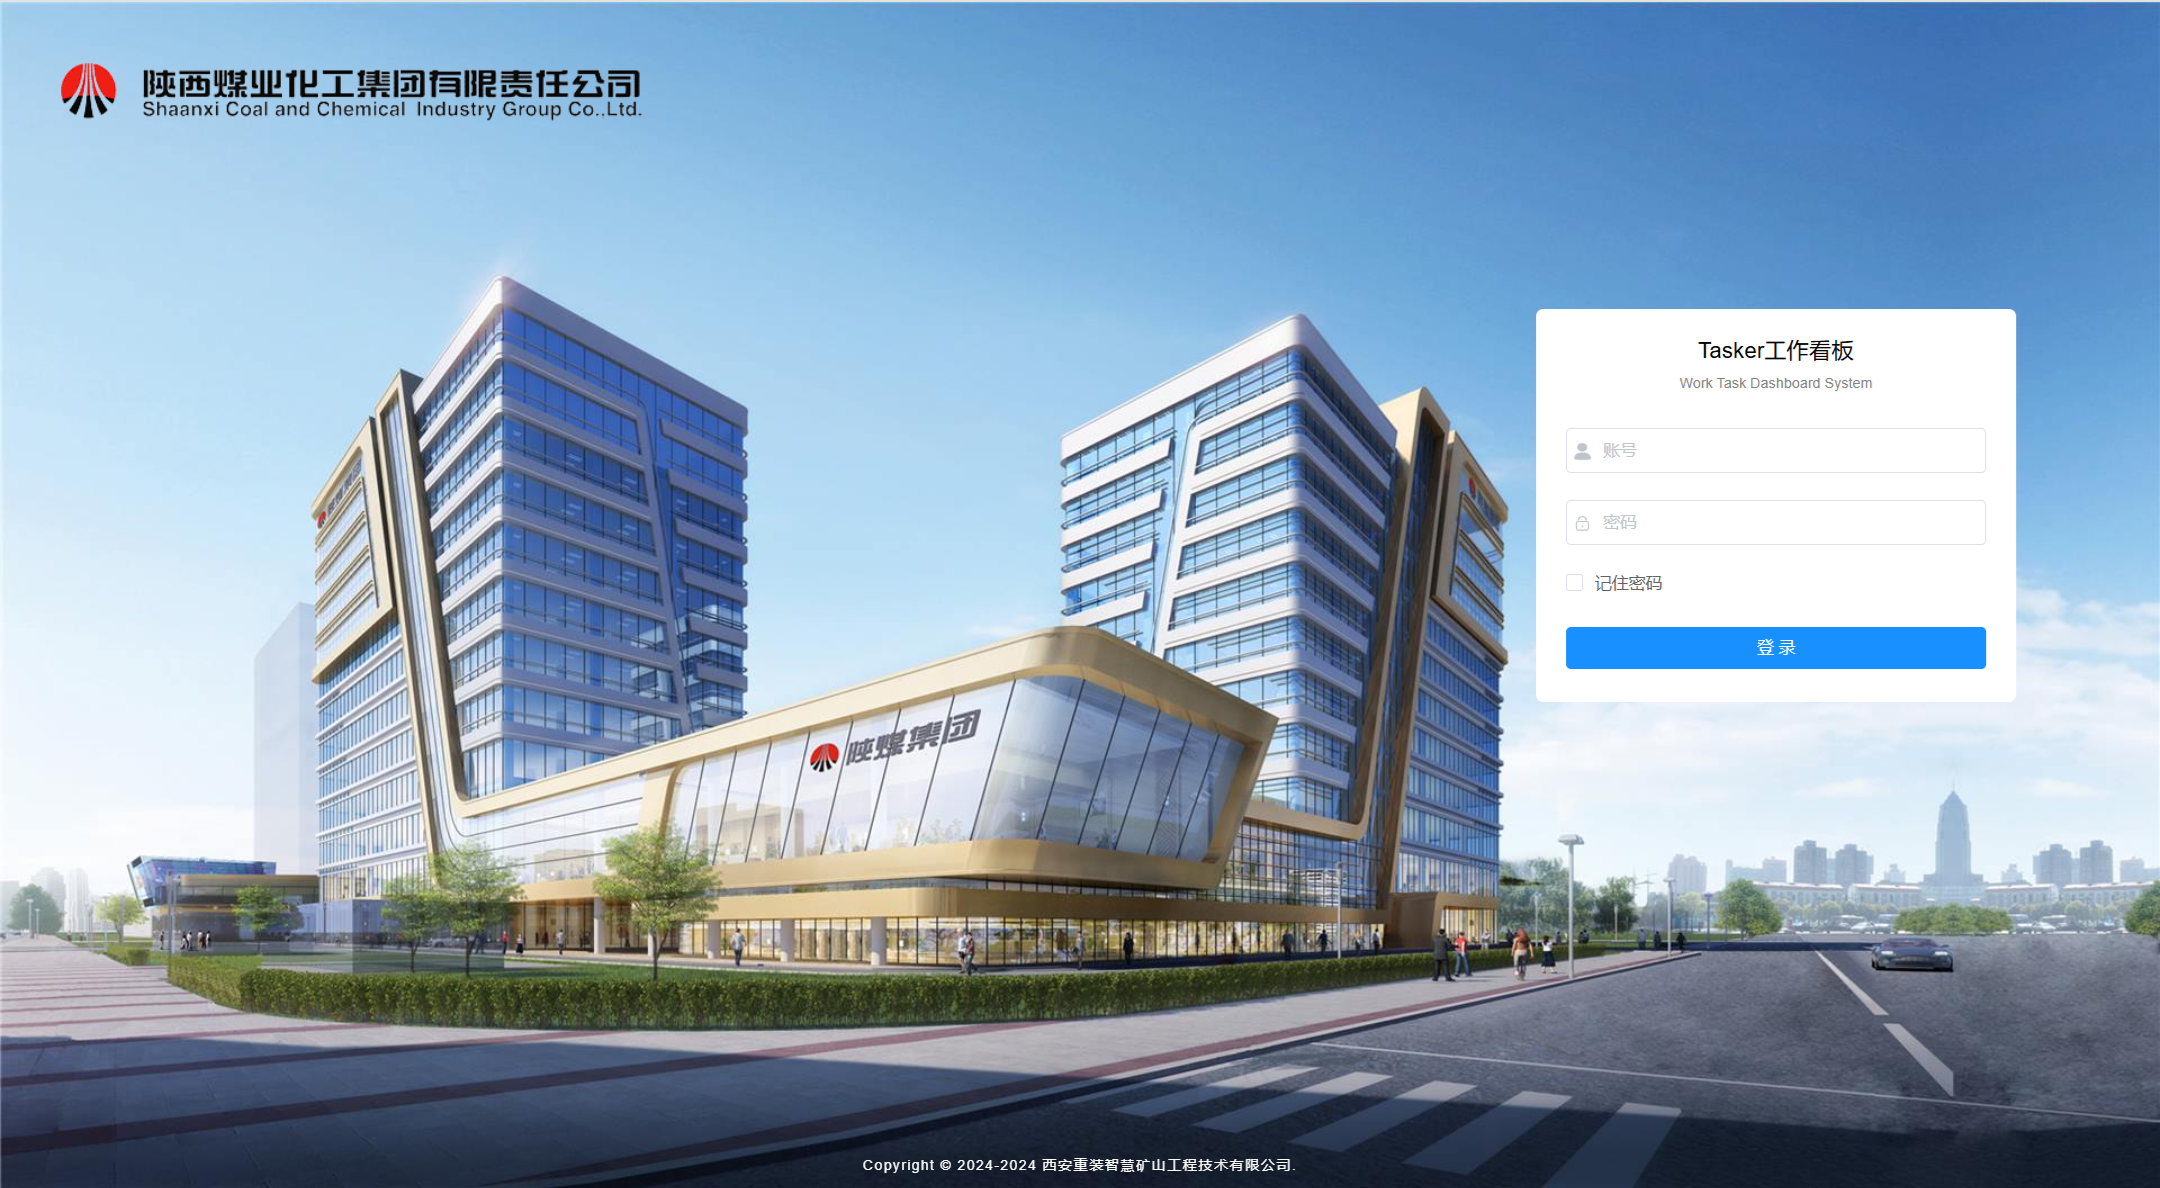 陕西煤业化工集团有限责任公司
Shaanxi Coal and Chemical Industry Group Co.,Ltd.
Tasker工作看板
Work Task Dashboard System
账号
密码
记住密码
登 录
陕煤集团
Copyright © 2024-2024 西安重装智慧矿山工程技术有限公司.